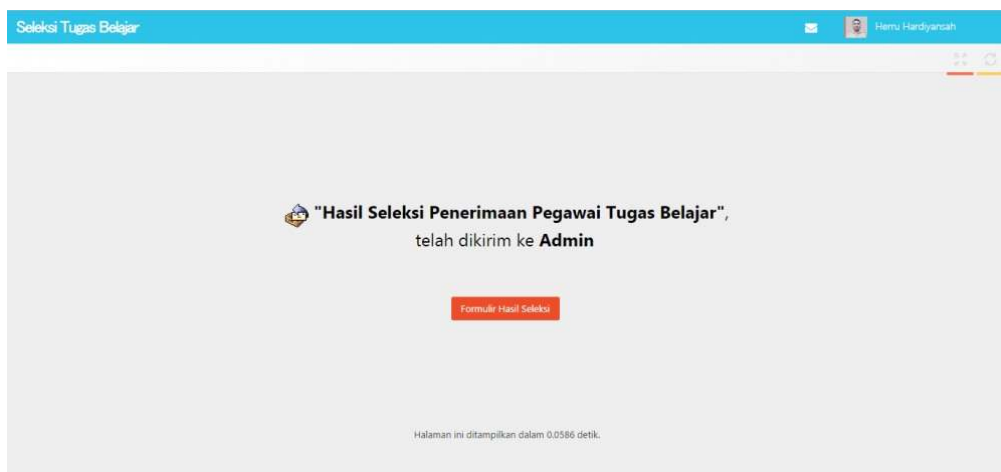 Seleksi Tugas Belajar
Herru Hardiyansah
"Hasil Seleksi Penerimaan Pegawai Tugas Belajar",
telah dikirim ke Admin
Formulir Hasil Seleksi
Halaman ini ditampilkan dalam 0.0586 detik.